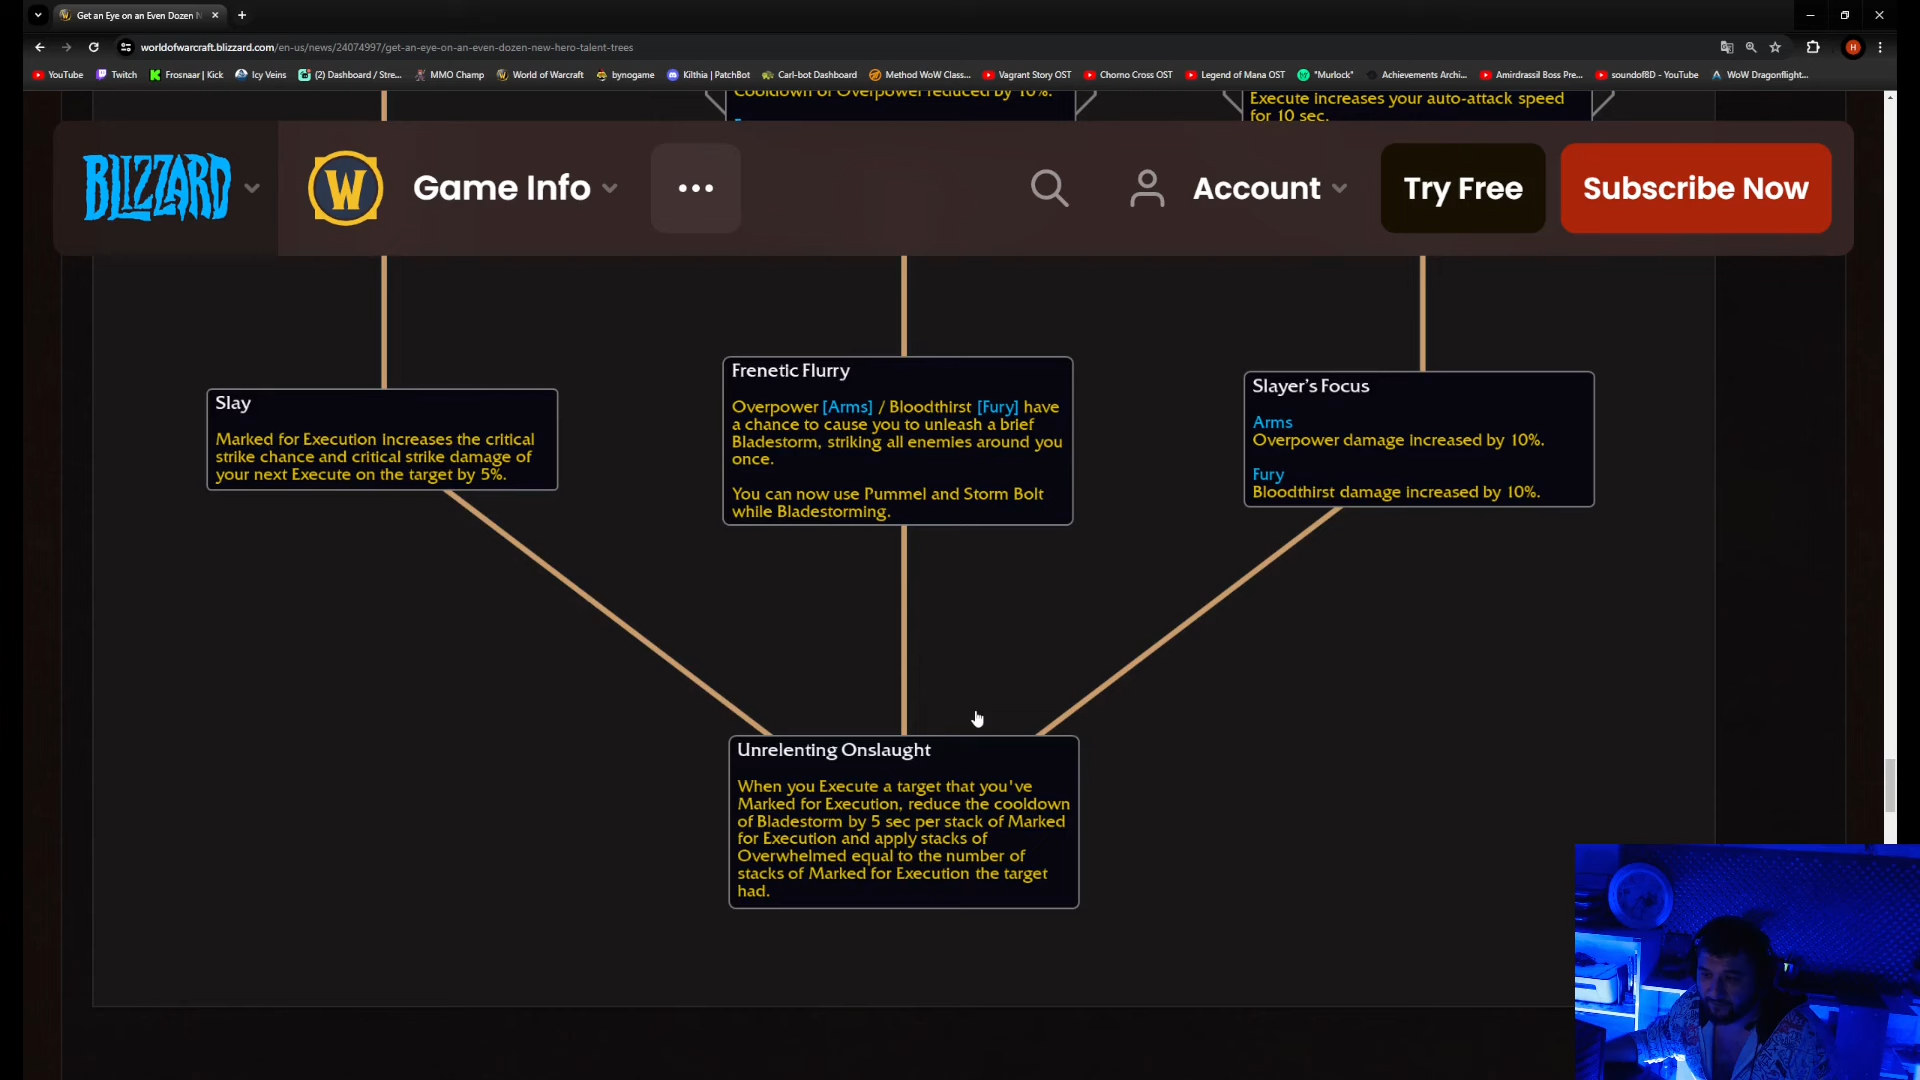 Get an Eye on an Even Dozen N
worldofwarcraft.blizzard.com/en-us/news/24074997/get-an-eye-on-an-even-dozen-new-hero-talent-trees
H
YouTube
Twitch
Frosnaar | Kick
Icy Veins
(2) Dashboard / Stre...
MMO Champ
World of Warcraft
bynogame
Kilthia | PatchBot
Carl-bot Dashboard
Method WoW Clas...
Vagrant Story OST
Chorno Cross OST
Legend of Mana OST
"Murlock"
Achievements Archi...
Amirdrassil Boss Pre...
soundof8D - YouTube
WoW Dragonflight...
Cooldown of Overpower reduced by 10%.
Execute increases your auto-attack speed
for 10 sec.
BLIZZARD
W
Game Info
Account
Try Free
Subscribe Now
Slay
Marked for Execution increases the critical
strike chance and critical strike damage of
your next Execute on the target by 5%.
Frenetic Flurry
Overpower [Arms] / Bloodthirst [Fury] have
a chance to cause you to unleash a brief
Bladestorm, striking all enemies around you
once.
You can now use Pummel and Storm Bolt
while Bladestorming.
Slayer's Focus
Arms
Overpower damage increased by 10%.
Fury
Bloodthirst damage increased by 10%.
Unrelenting Onslaught
When you Execute a target that you've
Marked for Execution, reduce the cooldown
of Bladestorm by 5 sec per stack of Marked
for Execution and apply stacks of
Overwhelmed equal to the number of
stacks of Marked for Execution the target
had.